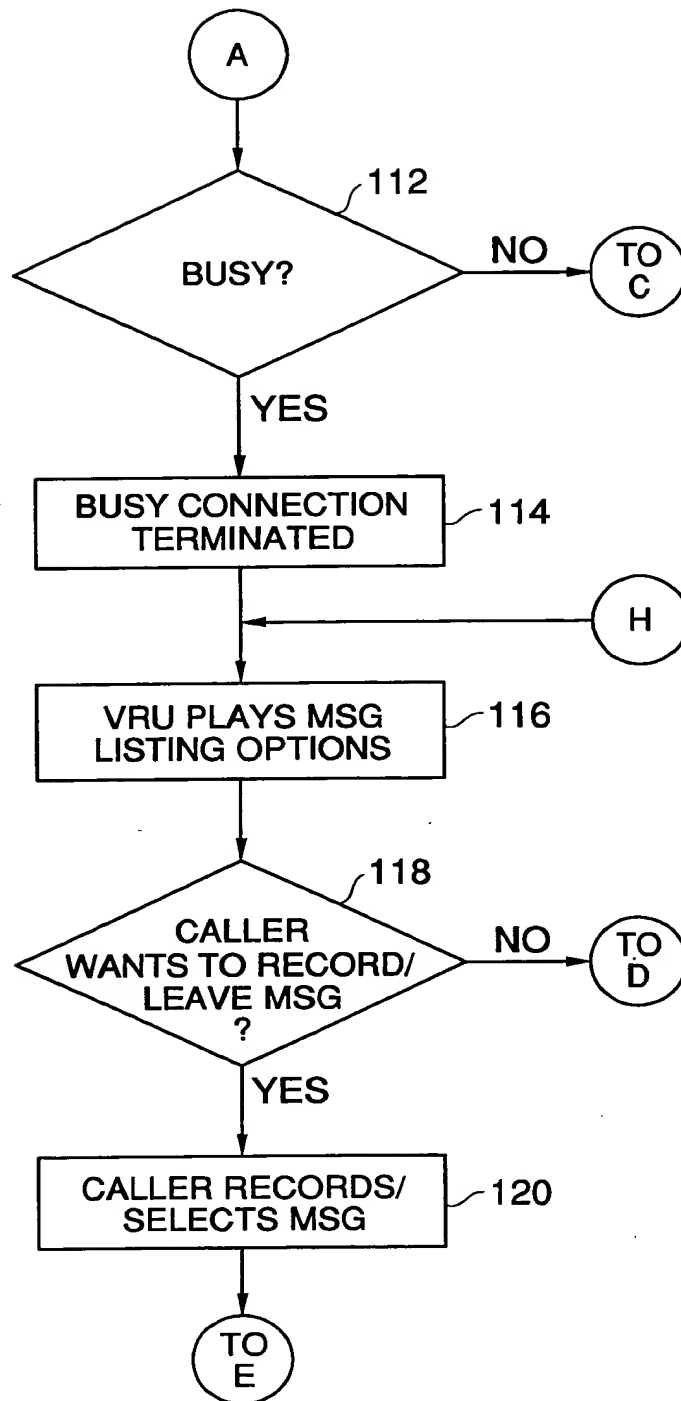 A
112
BUSY?
NO
TO
C
YES
BUSY CONNECTION
TERMINATED
114
H
VRU PLAYS MSG
LISTING OPTIONS
116
118
CALLER
WANTS TO RECORD/
LEAVE MSG
?
NO
TO
D
YES
CALLER RECORDS/
SELECTS MSG
120
TO
E